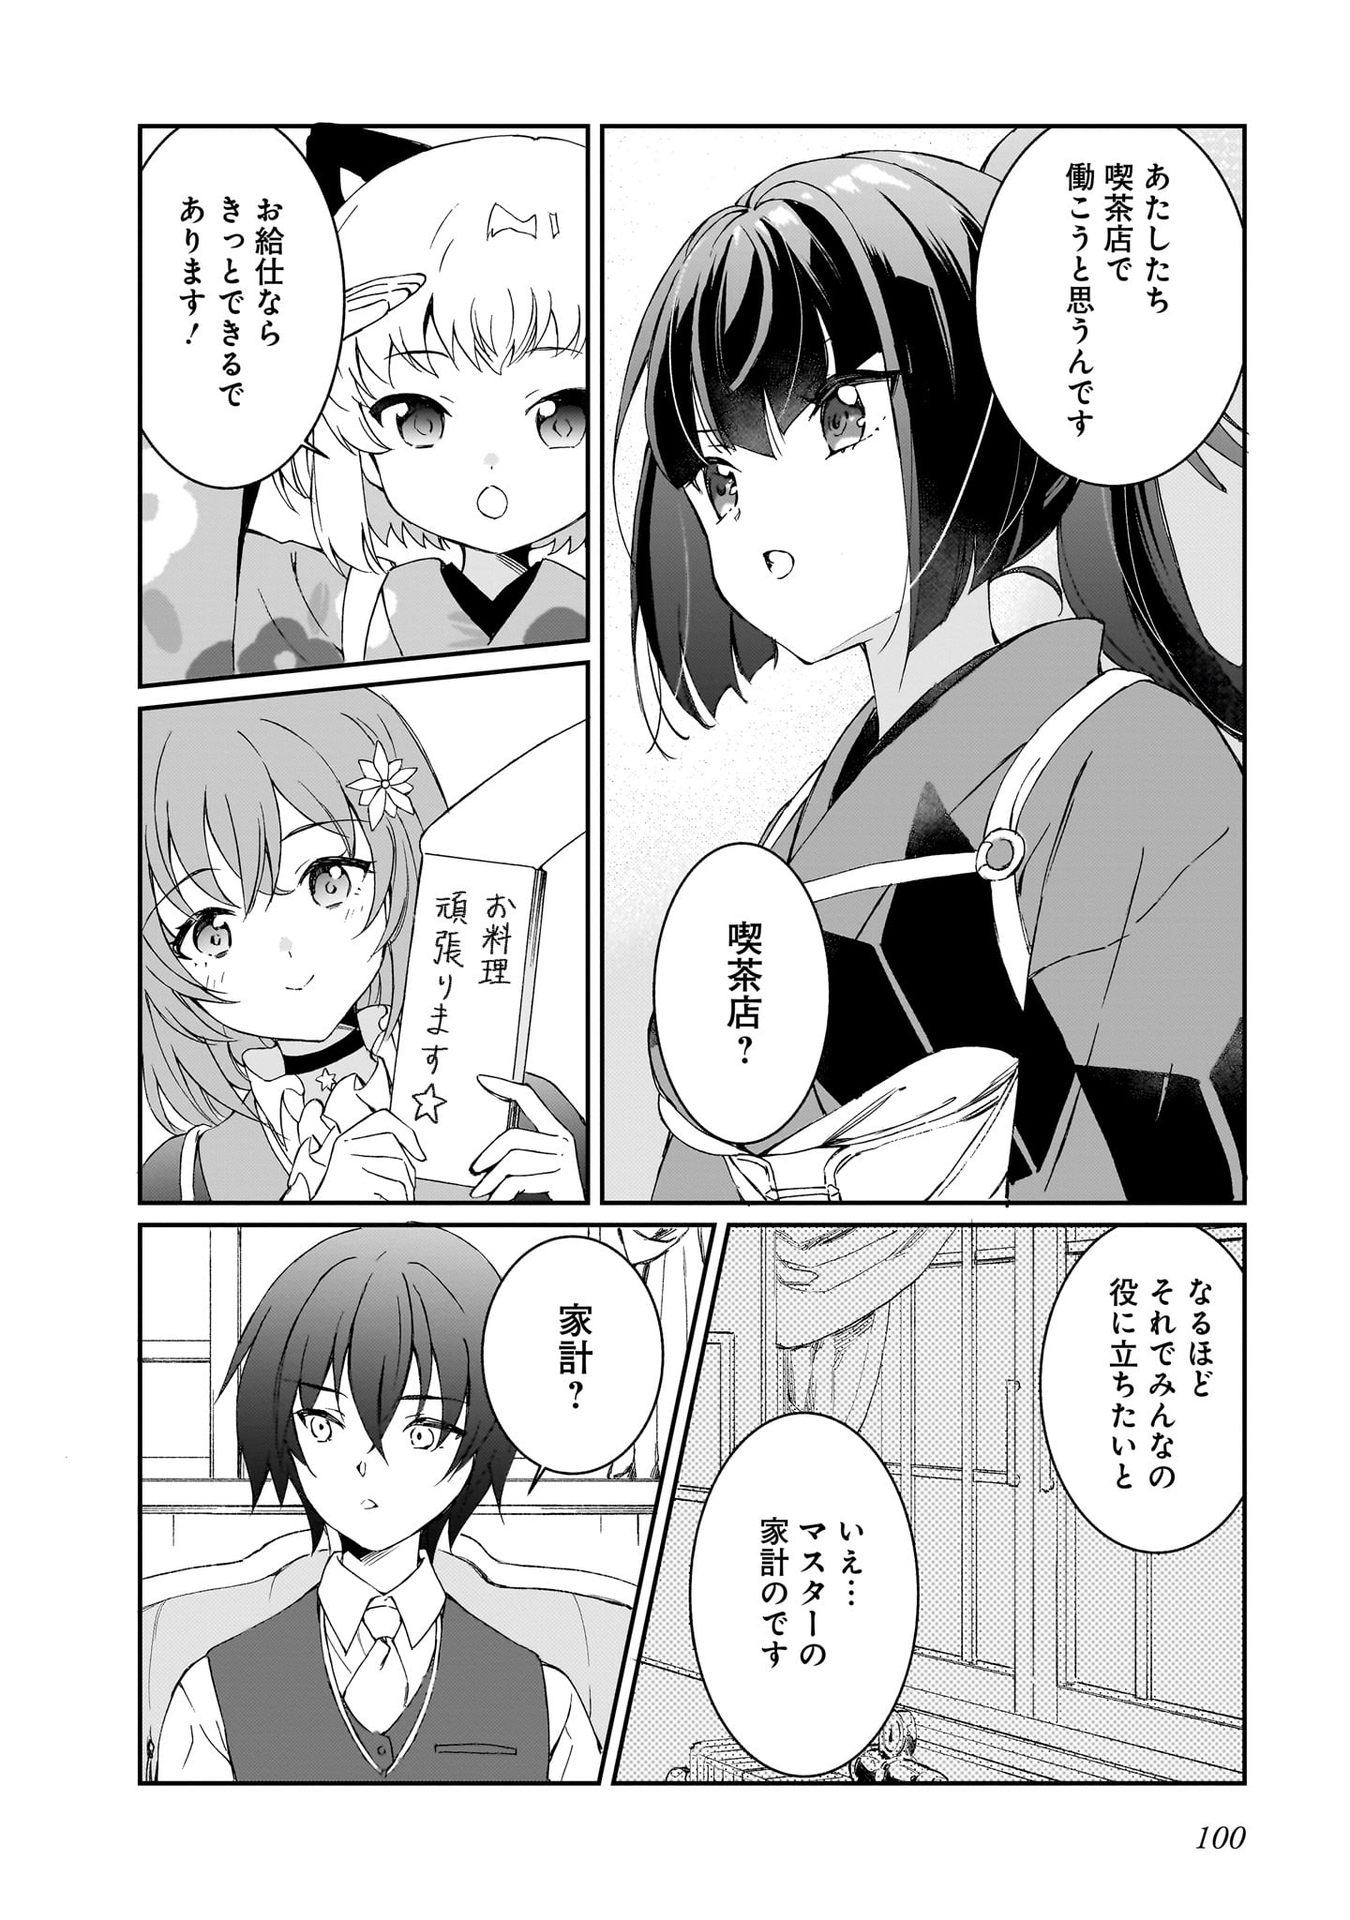 あたしたち
喫茶店で
働こうと思うんです
喫茶店？
お給仕なら
きっとできるで
あります！
お料理
頑張ります☆
なるほど
それでみんなの
役に立ちたいと
いえ…
マスターの
家計のです
家計？
100